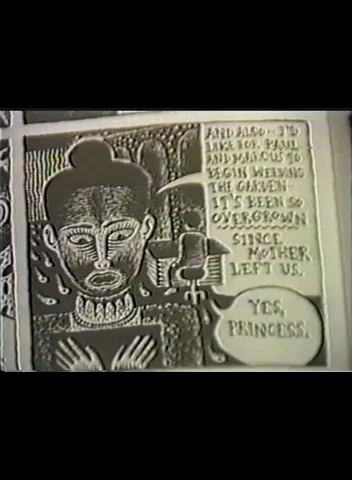 AND ALSO-- I'D
LIKE FOR PAUL
AND MARCUS TO
BEGIN WEEDING
THE GARDEN--
IT'S BEEN SO
OVERGROWN
SINCE
MOTHER
LEFT US.
YES,
PRINCESS.